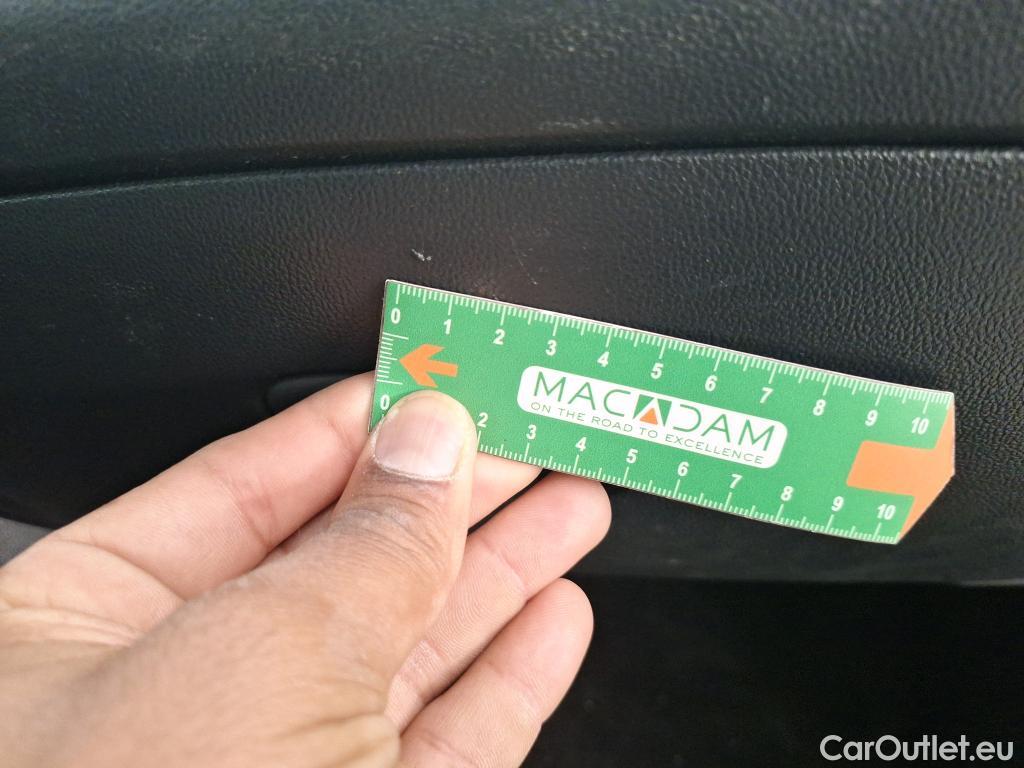 0 1 2 3 4 5 6 7 8 9 10
MACADAM
ON THE ROAD TO EXCELLENCE
0 2 3 4 5 6 7 8 9 10
CarOutlet.eu